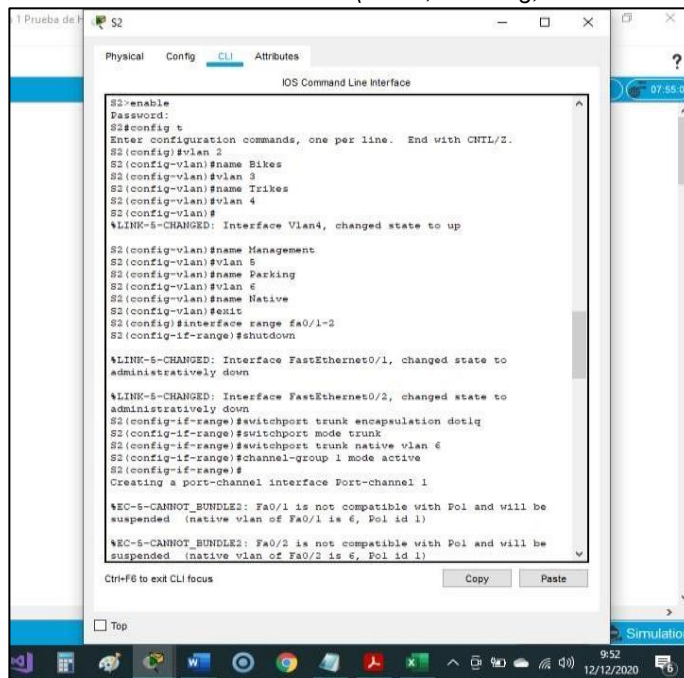 1 Prueba de H
S2
Physical Config CLI Attributes
?
IOS Command Line Interface
07:55:0
S2>enable
Password:
S2#config t
Enter configuration commands, one per line. End with CNTL/Z.
S2(config)#vlan 2
S2(config-vlan)#name Bikes
S2(config-vlan)#vlan 3
S2(config-vlan)#name Trikes
S2(config-vlan)#vlan 4
S2(config-vlan)#
%LINK-5-CHANGED: Interface Vlan4, changed state to up
S2(config-vlan)#name Management
S2(config-vlan)#vlan 5
S2(config-vlan)#name Parking
S2(config-vlan)#vlan 6
S2(config-vlan)#name Native
S2(config-vlan)#exit
S2(config)#interface range fa0/1-2
S2(config-if-range)#shutdown
%LINK-5-CHANGED: Interface FastEthernet0/1, changed state to
administratively down
%LINK-5-CHANGED: Interface FastEthernet0/2, changed state to
administratively down
S2(config-if-range)#switchport trunk encapsulation dot1q
S2(config-if-range)#switchport mode trunk
S2(config-if-range)#switchport trunk native vlan 6
S2(config-if-range)#channel-group 1 mode active
S2(config-if-range)#
Creating a port-channel interface Port-channel 1
%EC-5-CANNOT_BUNDLE2: Fa0/1 is not compatible with Po1 and will be
suspended (native vlan of Fa0/1 is 6, Po1 id 1)
%EC-5-CANNOT_BUNDLE2: Fa0/2 is not compatible with Po1 and will be
suspended (native vlan of Fa0/2 is 6, Po1 id 1)
Ctrl+F6 to exit CLI focus
Copy Paste
Top
Simulatio
9:52
12/12/2020